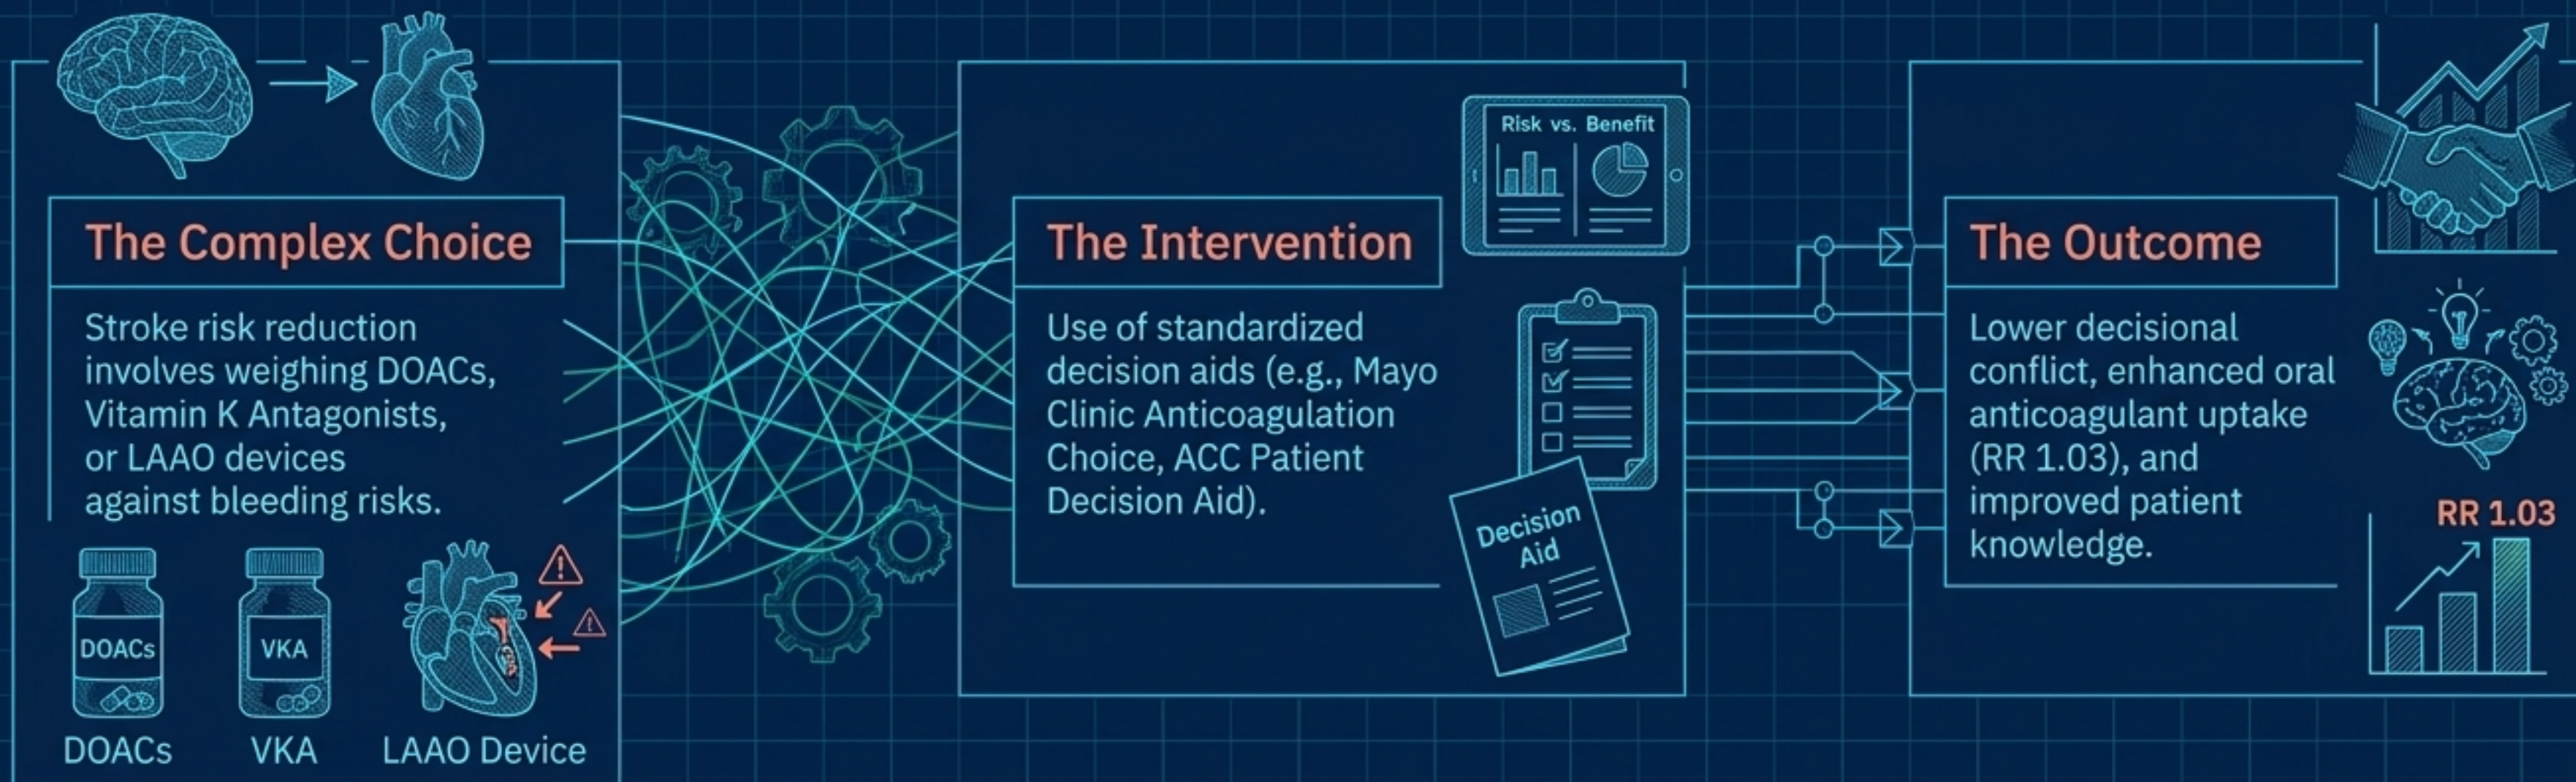 The Complex Choice
Stroke risk reduction
involves weighing DOACs,
Vitamin K Antagonists,
or LAAO devices
against bleeding risks.
DOACs
VKA
DOACs
VKA
LAAO Device
The Intervention
Use of standardized
decision aids (e.g., Mayo
Clinic Anticoagulation
Choice, ACC Patient
Decision Aid).
Risk vs. Benefit
Decision
Aid
The Outcome
Lower decisional
conflict, enhanced oral
anticoagulant uptake
(RR 1.03), and
improved patient
knowledge.
RR 1.03